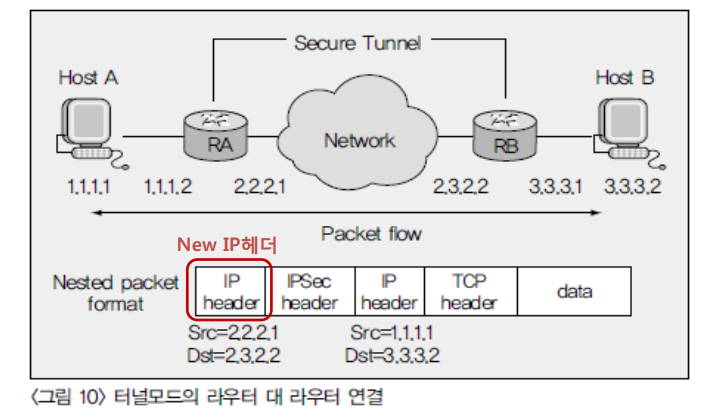 Secure Tunnel
Host A
Host B
RA
Network
RB
1.1.1.1 1.1.1.2 2.2.2.1 2.3.2.2 3.3.3.1 3.3.3.2
Packet flow
New IP헤더
Nested packet format
IP header
IPSec header
IP header
TCP header
data
Src=2.2.2.1
Dst=2.3.2.2
Src=1.1.1.1
Dst=3.3.3.2
<그림 10> 터널모드의 라우터 대 라우터 연결